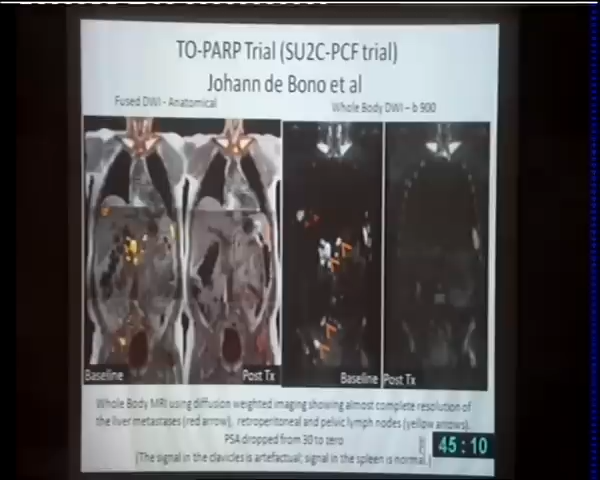 TO-PARP Trial (SU2C-PCF trial)
Johann de Bono et al
Fused DWI - Anatomical
Whole Body DWI – b 900
Baseline
Post Tx
Baseline
Post Tx
Whole Body MRI using diffusion weighted imaging showing almost complete resolution of
the liver metastases (red arrow), retroperitoneal and pelvic lymph nodes (yellow arrows).
PSA dropped from 30 to zero
(The signal in the clavicles is artefactual; signal in the spleen is normal.)
45:10